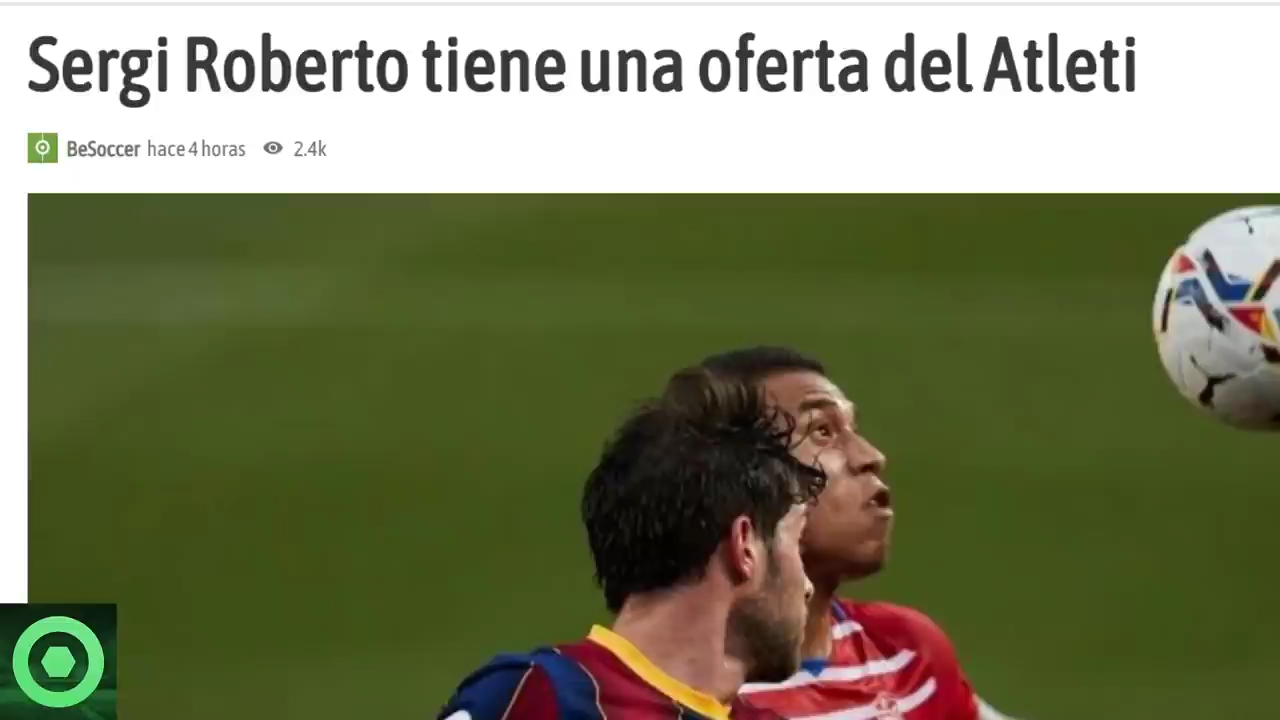 Sergi Roberto tiene una oferta del Atleti
BeSoccer hace 4 horas 2.4k